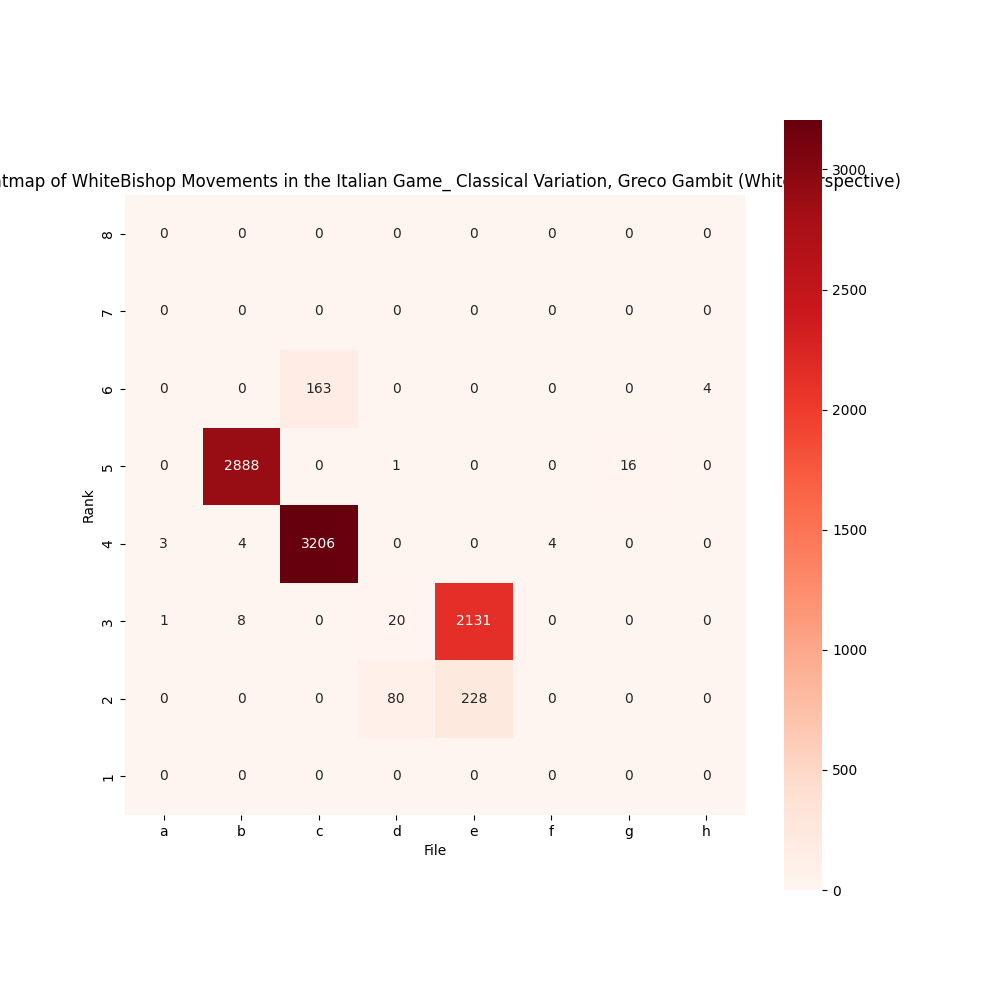 tmap of WhiteBishop Movements in the Italian Game_ Classical Variation, Greco Gambit (White rspective)
3000
8 0 0 0 0 0 0 0 0
7 0 0 0 0 0 0 0 0
2500
6 0 0 163 0 0 0 0 4
2000
5 0 2888 0 1 0 0 16 0
Rank
1500
4 3 4 3206 0 0 4 0 0
3 1 8 0 20 2131 0 0 0
1000
2 0 0 0 80 228 0 0 0
500
1 0 0 0 0 0 0 0 0
a b c d e f g h
File
0